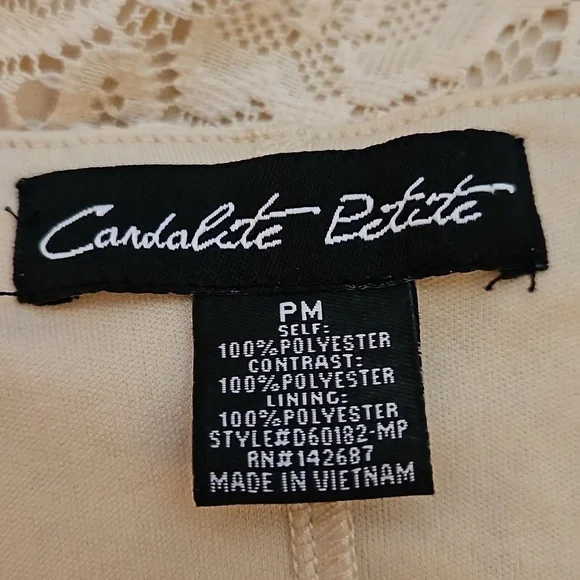 Candalite Petite
PM
SELF:
100%POLYESTER
CONTRAST:
100%POLYESTER
LINING:
100%POLYESTER
STYLE#D60182-MP
RN#142687
MADE IN VIETNAM